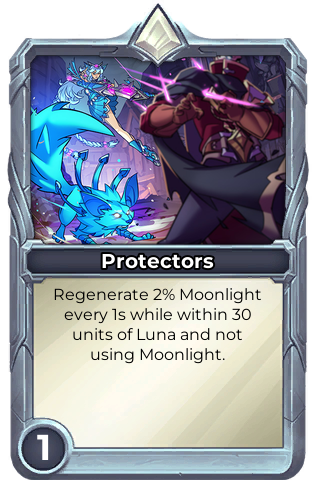 Protectors
Regenerate 2% Moonlight
every 1s while within 30
units of Luna and not
using Moonlight.
1